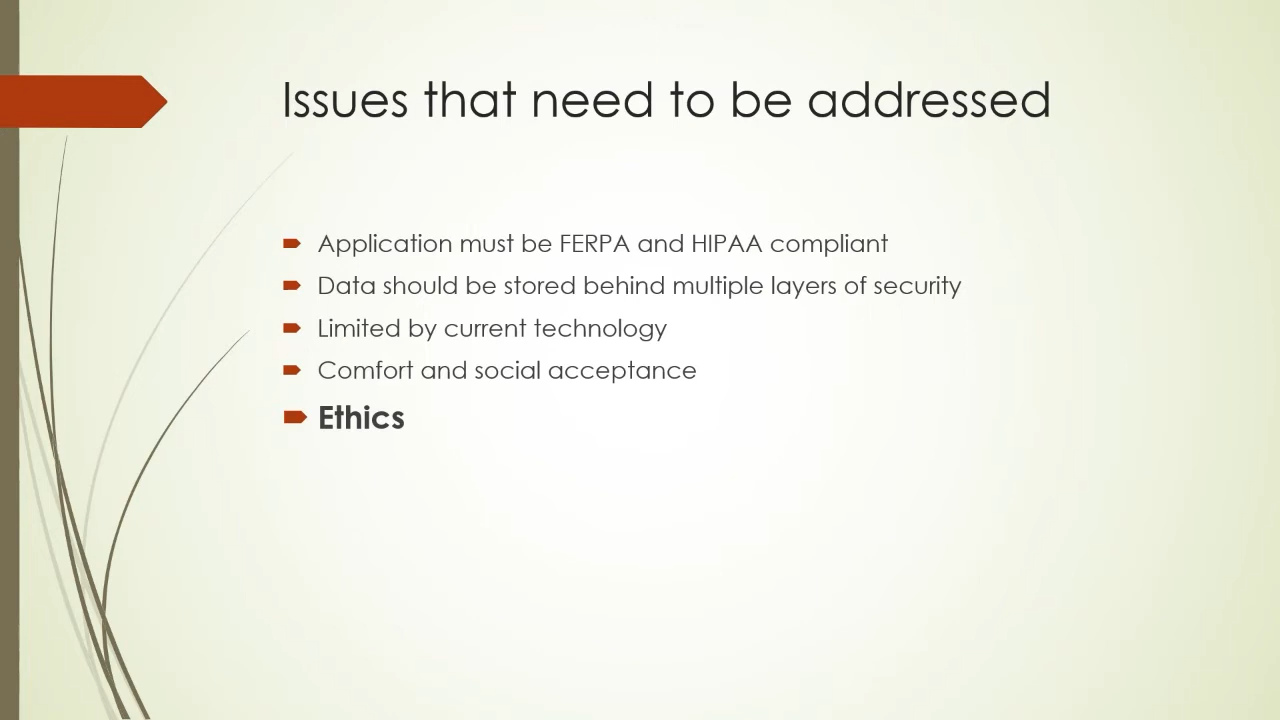 Issues that need to be addressed
Application must be FERPA and HIPAA compliant
Data should be stored behind multiple layers of security
Limited by current technology
Comfort and social acceptance
Ethics